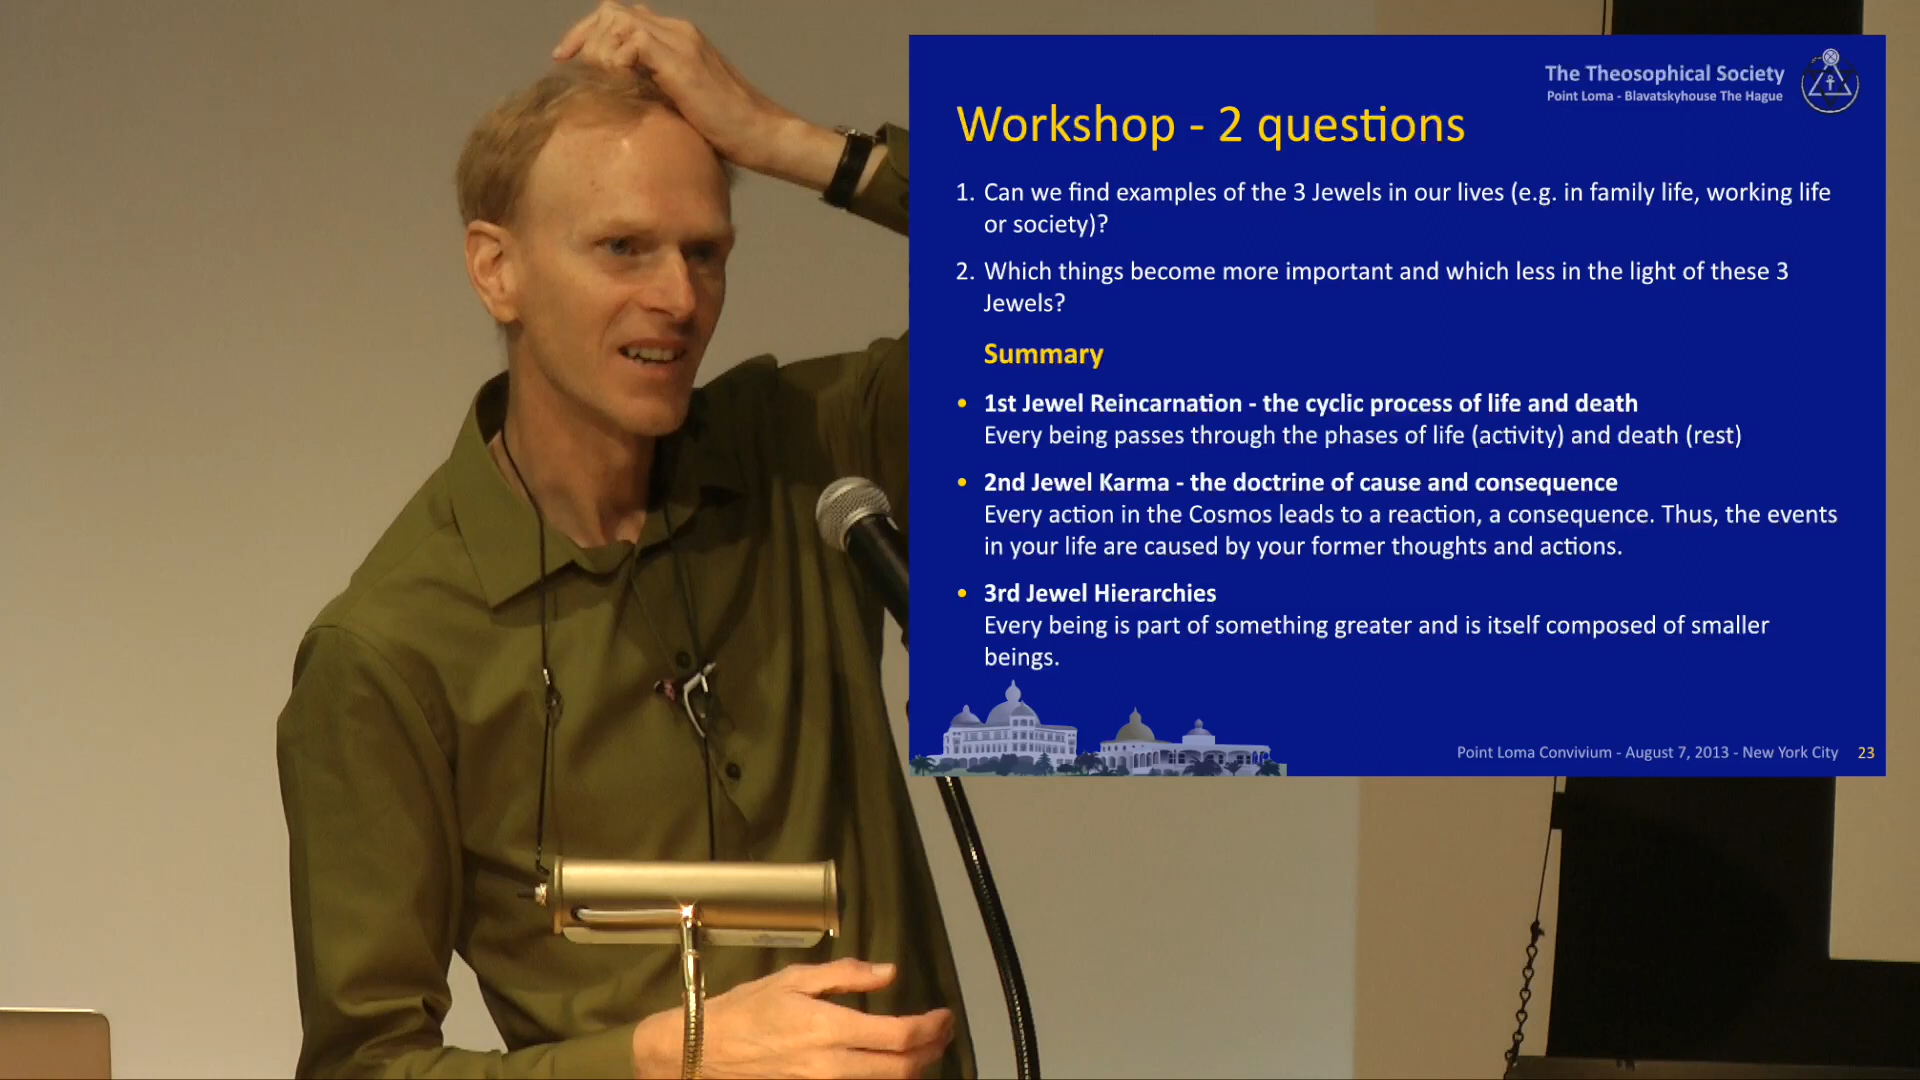 The Theosophical Society
Point Loma - Blavatskyhouse The Hague
Workshop - 2 questions
1. Can we find examples of the 3 Jewels in our lives (e.g. in family life, working life
or society)?
2. Which things become more important and which less in the light of these 3
Jewels?
Summary
• 1st Jewel Reincarnation - the cyclic process of life and death
Every being passes through the phases of life (activity) and death (rest)
• 2nd Jewel Karma - the doctrine of cause and consequence
Every action in the Cosmos leads to a reaction, a consequence. Thus, the events
in your life are caused by your former thoughts and actions.
• 3rd Jewel Hierarchies
Every being is part of something greater and is itself composed of smaller
beings.
Point Loma Convivium - August 7, 2013 - New York City 23